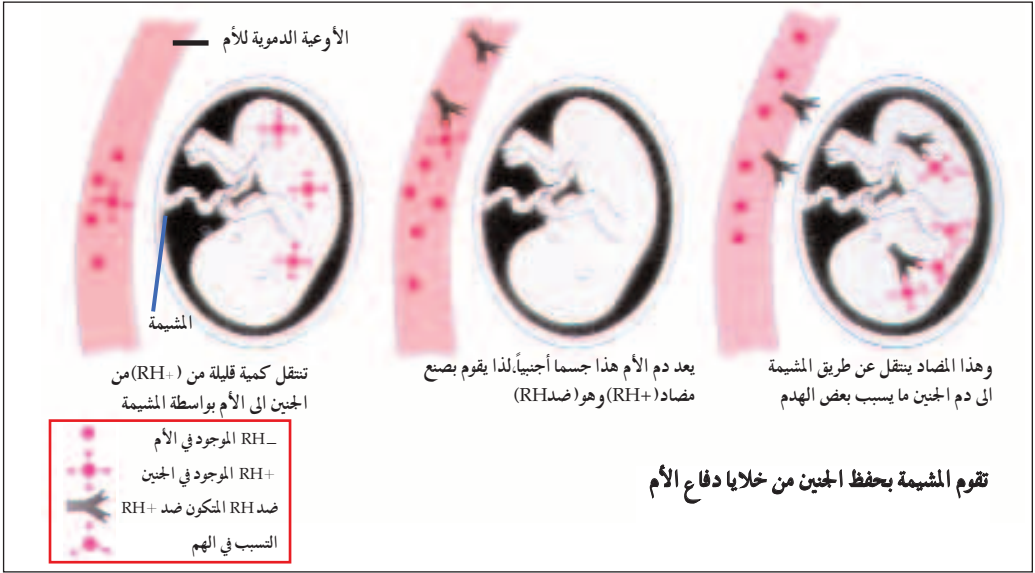 الأوعية الدموية للأم
المشيمة
تنتقل كمية قليلة من (+RH) من
الجنين الى الأم بواسطة المشيمة
يعد دم الأم هذا جسما أجنبياً،لذا يقوم بصنع
مضاد(+RH) وهو(ضدRH)
وهذا المضاد ينتقل عن طريق المشيمة
الى دم الجنين ما يسبب بعض الهدم
RH_ الموجود في الأم
RH+ الموجود في الجنين
ضد RH المتكون ضد +RH
التسبب في الهم
تقوم المشيمة بحفظ الجنين من خلايا دفاع الأم